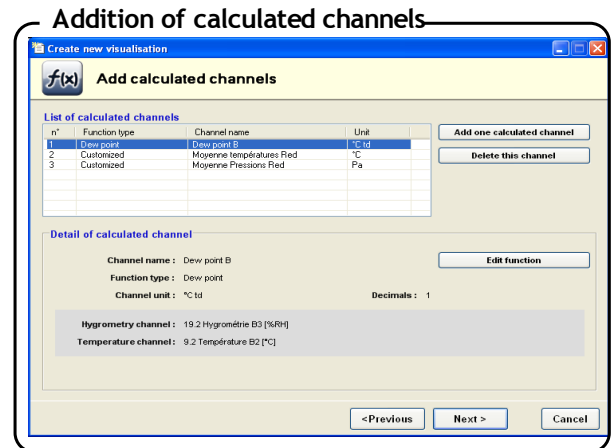 Addition of calculated channels
Create new visualisation
f(x) Add calculated channels
List of calculated channels
n° Function type Channel name Unit
1 Dew point Dew point B °C td
2 Customized Moyenne températures Red °C
3 Customized Moyenne Pressions Red Pa
Add one calculated channel
Delete this channel
Detail of calculated channel
Channel name : Dew point B
Edit function
Function type : Dew point
Channel unit : °C td Decimals : 1
Hygrometry channel : 19.2 Hygrométrie B3 [%RH]
Temperature channel : 9.2 Température B2 [°C]
<Previous Next > Cancel